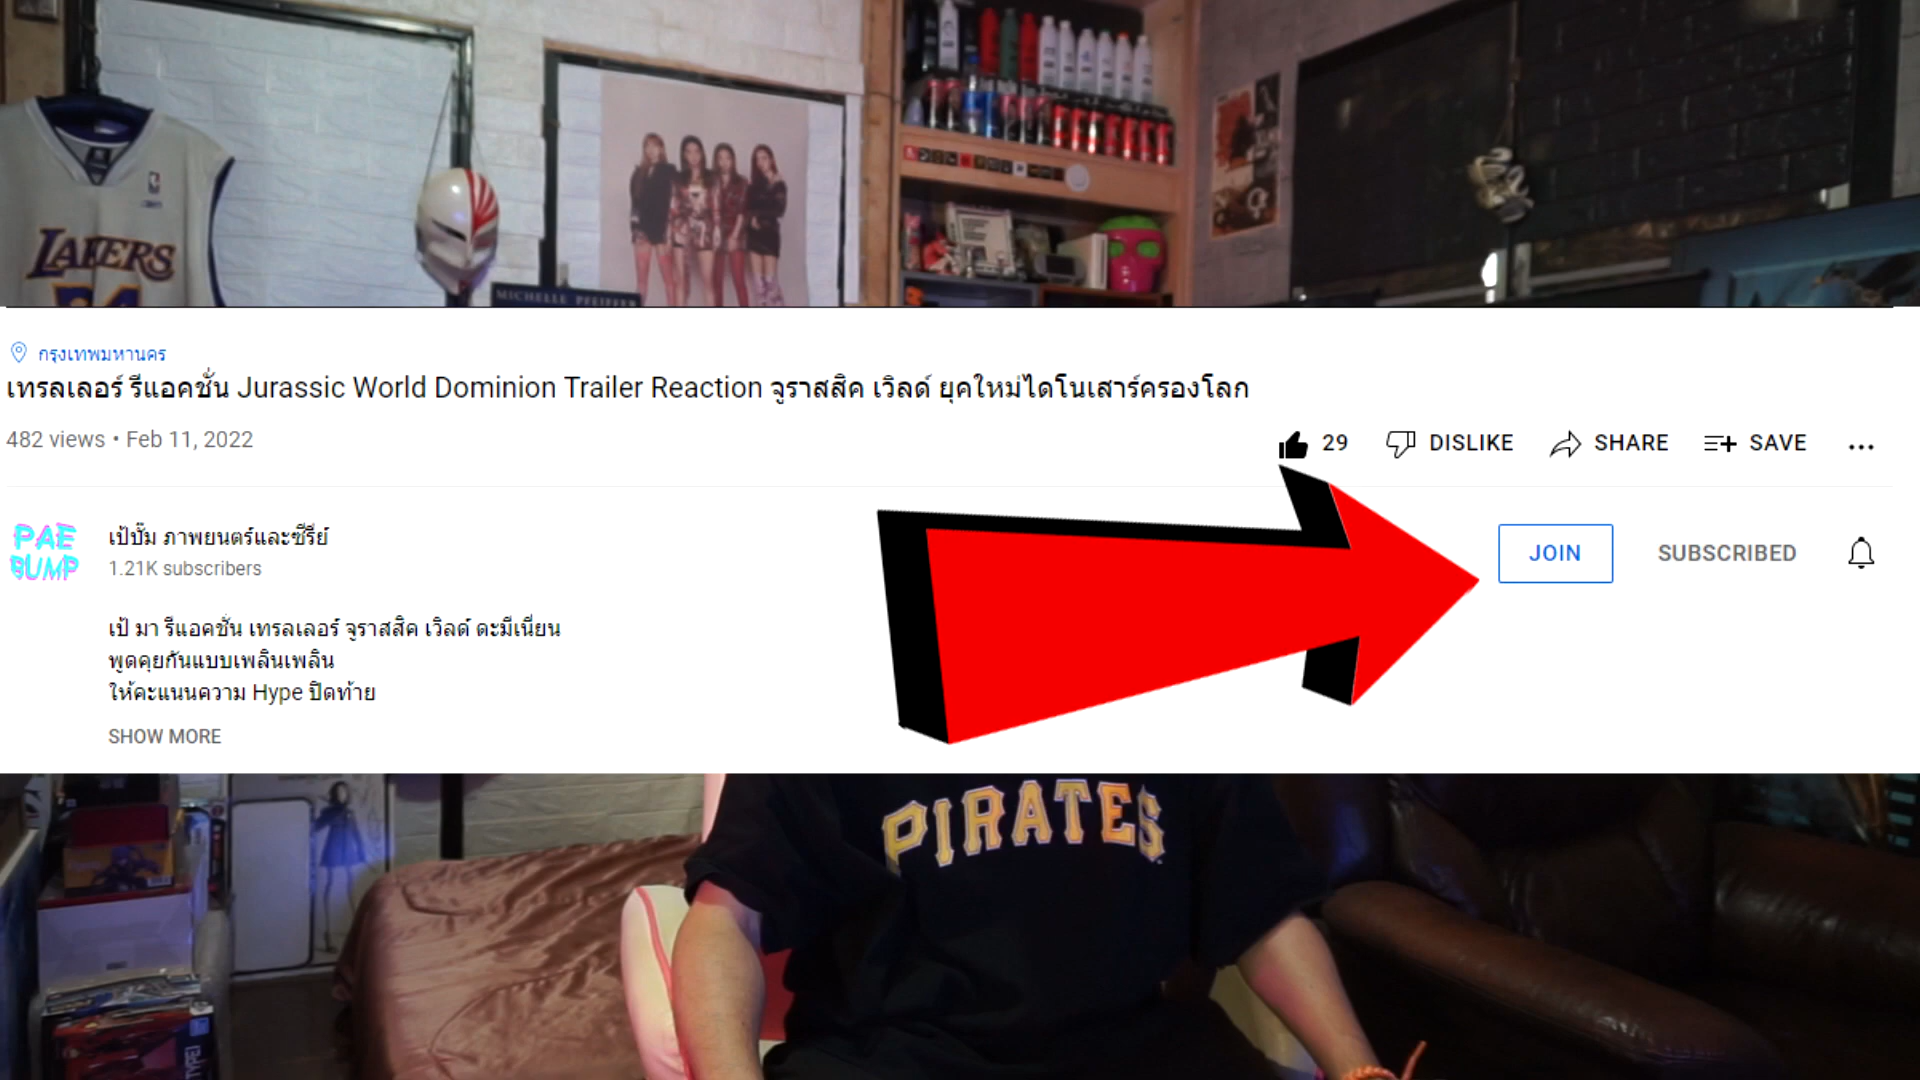 LAKERS
MICHELLE PFEIFFER
กรุงเทพมหานคร
เทรลเลอร์ รีแอคชั่น Jurassic World Dominion Trailer Reaction จูราสสิค เวิลด์ ยุคใหม่ไดโนเสาร์ครองโลก
482 views • Feb 11, 2022
29 DISLIKE SHARE SAVE ...
PAE BUMP
เป้ปั๊ม ภาพยนตร์และซีรีย์
1.21K subscribers
JOIN SUBSCRIBED
เป้ มา รีแอคชั่น เทรลเลอร์ จูราสสิค เวิลด์ ดะมีเนี่ยน
พูดคุยกันแบบเพลินเพลิน
ให้คะแนนความ Hype ปิดท้าย
SHOW MORE
PIRATES